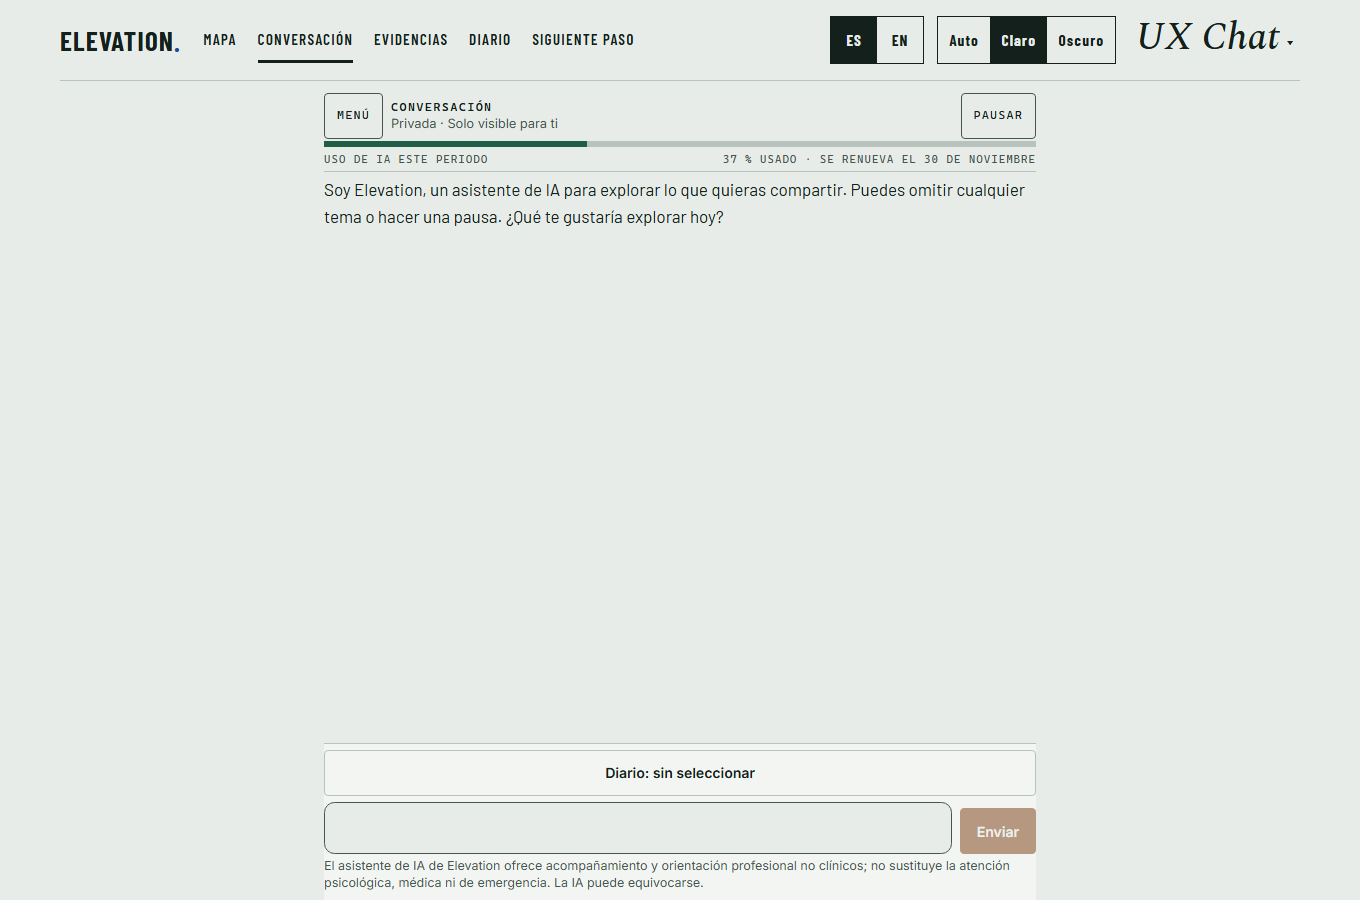 ELEVATION.
MAPA CONVERSACIÓN EVIDENCIAS DIARIO SIGUIENTE PASO
ES EN
Auto Claro Oscuro
UX Chat
MENÚ
CONVERSACIÓN
Privada · Solo visible para ti
PAUSAR
USO DE IA ESTE PERIODO
37 % USADO · SE RENUEVA EL 30 DE NOVIEMBRE
Soy Elevation, un asistente de IA para explorar lo que quieras compartir. Puedes omitir cualquier
tema o hacer una pausa. ¿Qué te gustaría explorar hoy?
Diario: sin seleccionar
Enviar
El asistente de IA de Elevation ofrece acompañamiento y orientación profesional no clínicos; no sustituye la atención
psicológica, médica ni de emergencia. La IA puede equivocarse.